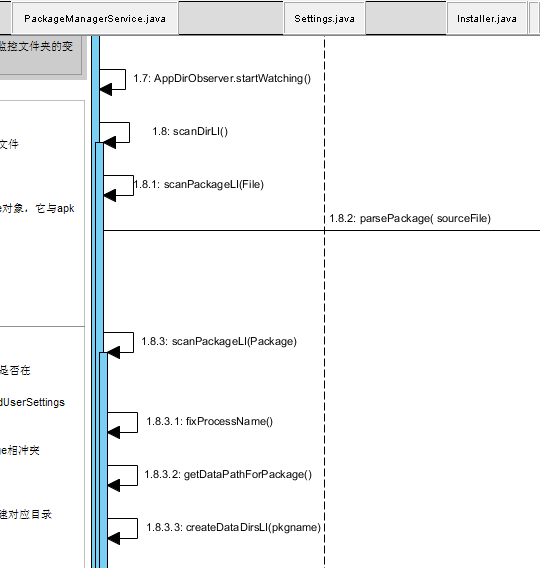 PackageManagerService.java
Settings.java
Installer.java
监控文件夹的变
1.7: AppDirObserver.startWatching()
1.8: scanDirLI()
文件
1.8.1: scanPackageLI(File)
e对象，它与apk
1.8.2: parsePackage( sourceFile)
1.8.3: scanPackageLI(Package)
是否在
dUserSettings
1.8.3.1: fixProcessName()
ge相冲突
1.8.3.2: getDataPathForPackage()
建对应目录
1.8.3.3: createDataDirsLI(pkgname)